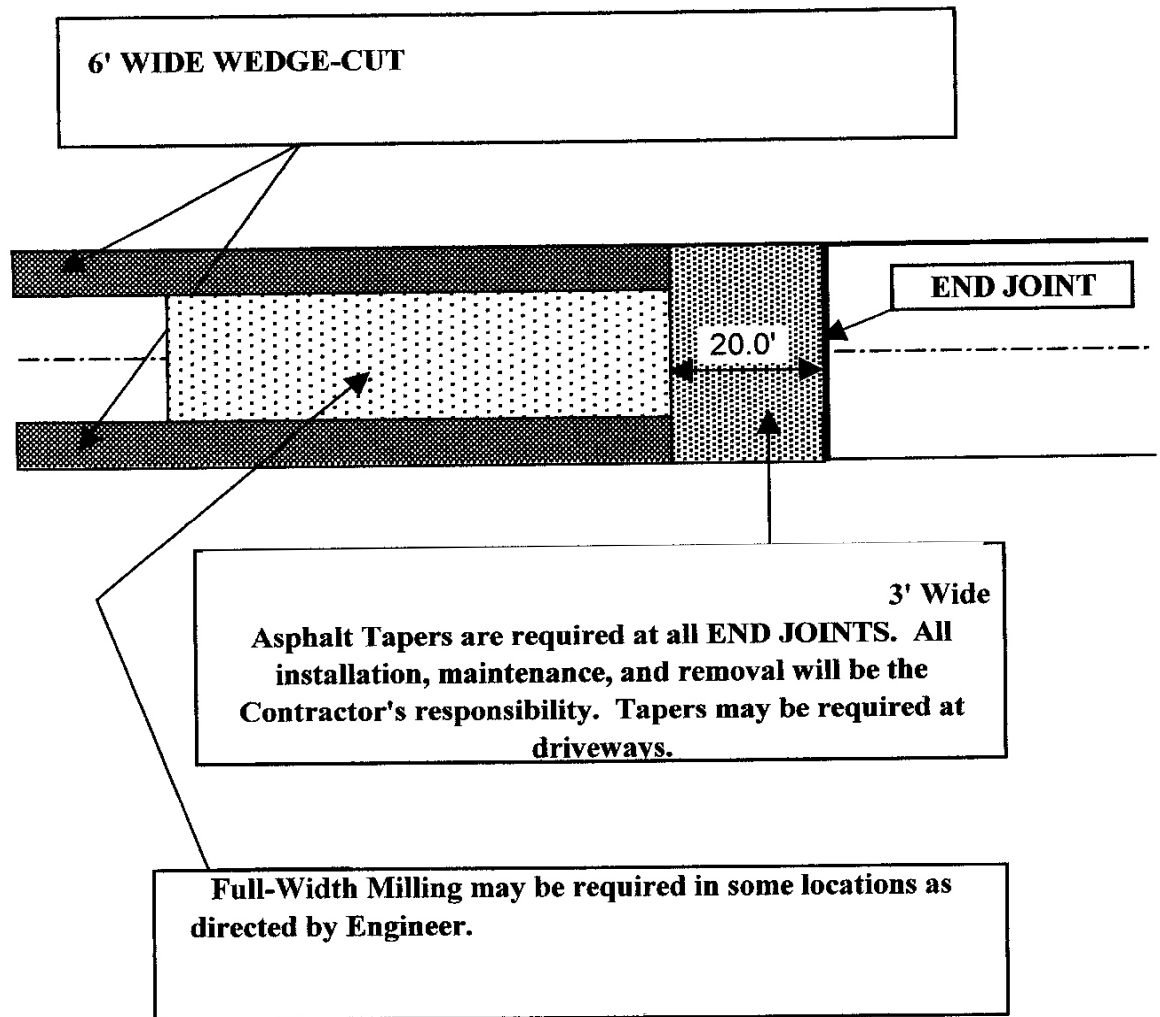 6' WIDE WEDGE-CUT
END JOINT
20.0'
3' Wide
Asphalt Tapers are required at all END JOINTS. All
installation, maintenance, and removal will be the
Contractor's responsibility. Tapers may be required at
driveways.
Full-Width Milling may be required in some locations as
directed by Engineer.